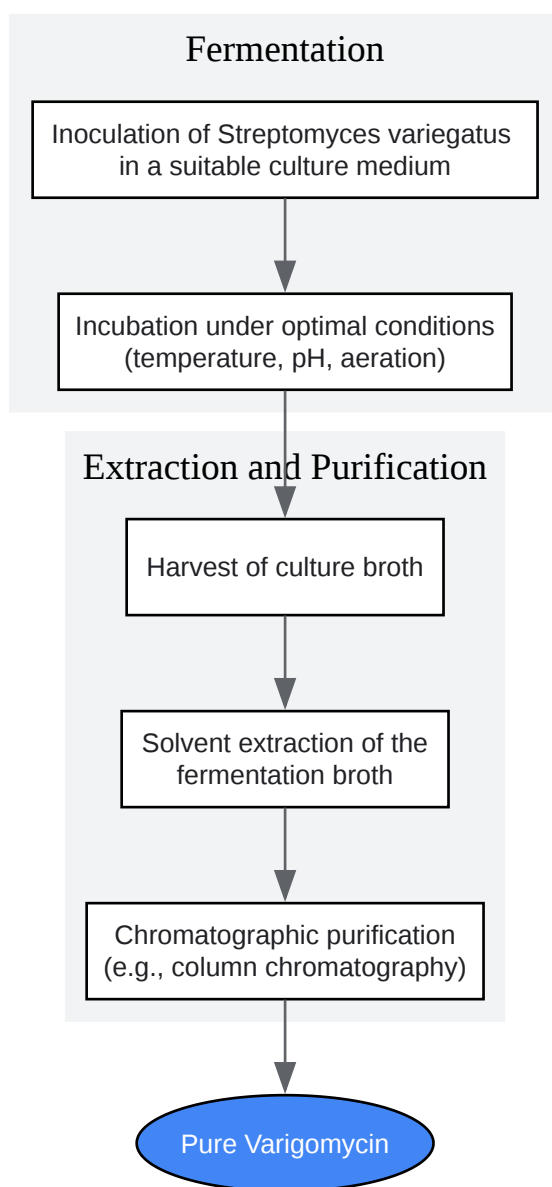 Fermentation
Inoculation of Streptomyces variegatus
in a suitable culture medium
Incubation under optimal conditions
(temperature, pH, aeration)
Extraction and Purification
Harvest of culture broth
Solvent extraction of the
fermentation broth
Chromatographic purification
(e.g., column chromatography)
Pure Varigomycin